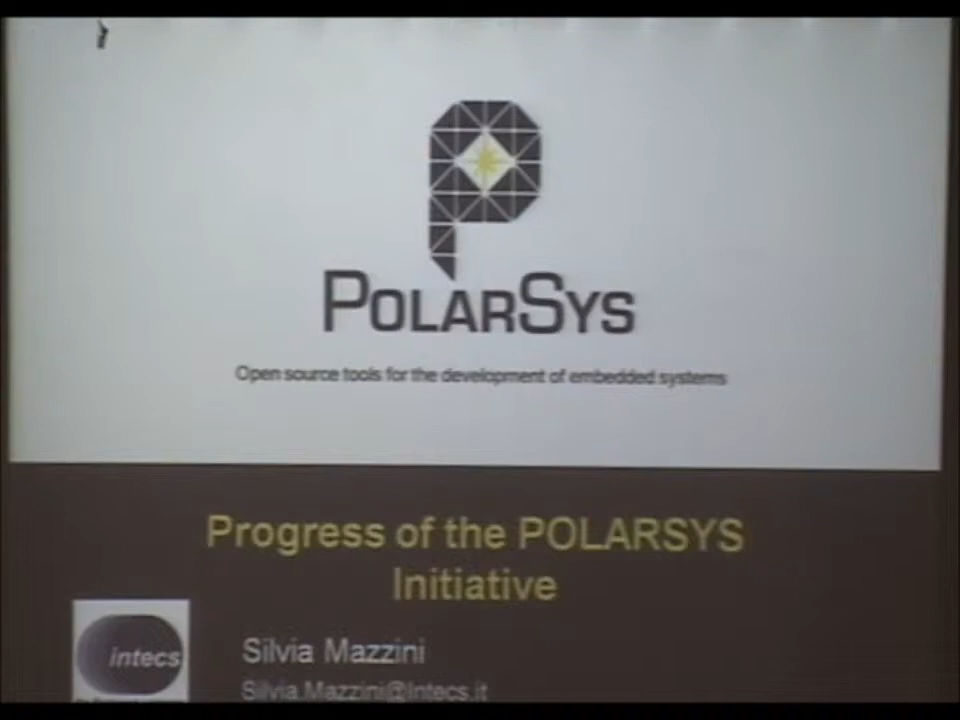 POLARSYS
Open source tools for the development of embedded systems
Progress of the POLARSYS
Initiative
intecs
Silvia Mazzini
Silvia.Mazzini@Intecs.it